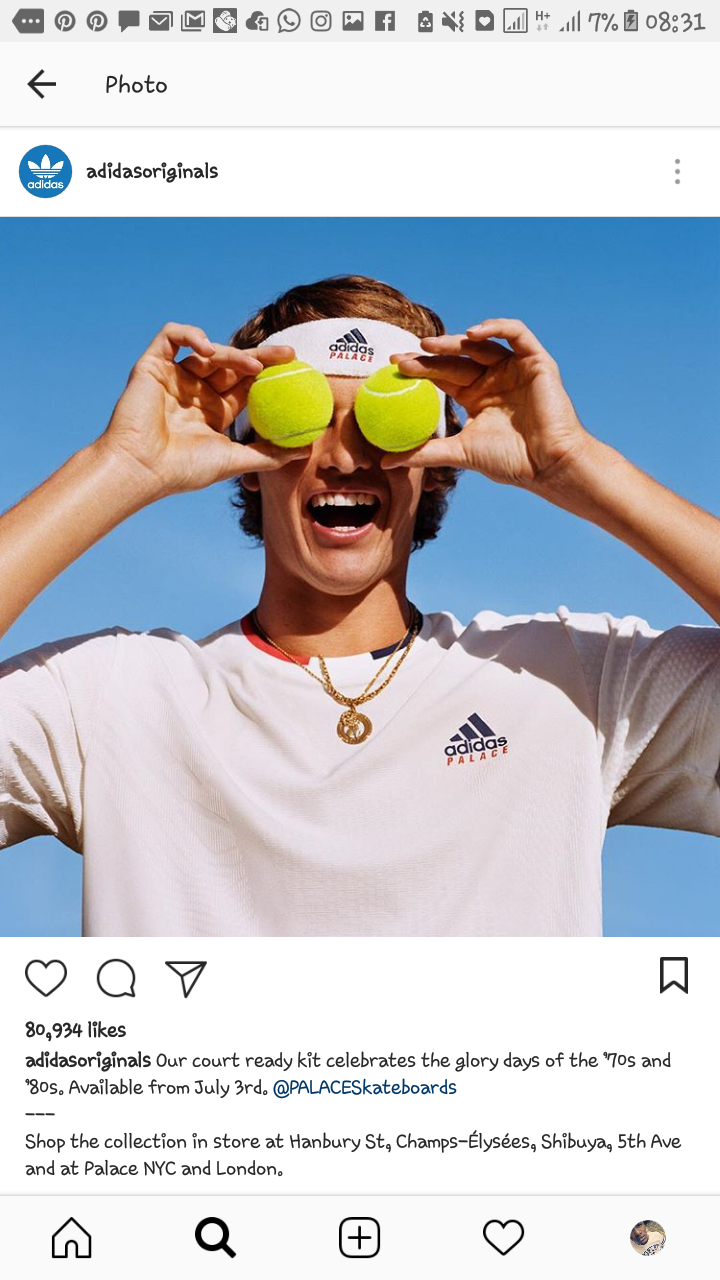 H+ 7% 08:31
Photo
adidas
adidasoriginals
adidas
PALACE
adidas
PALACE
80,934 likes
adidasoriginals Our court ready kit celebrates the glory days of the '70s and
'80s. Available from July 3rd. @PALACESkateboards
---
Shop the collection in store at Hanbury St, Champs-Élysées, Shibuya, 5th Ave
and at Palace NYC and London.